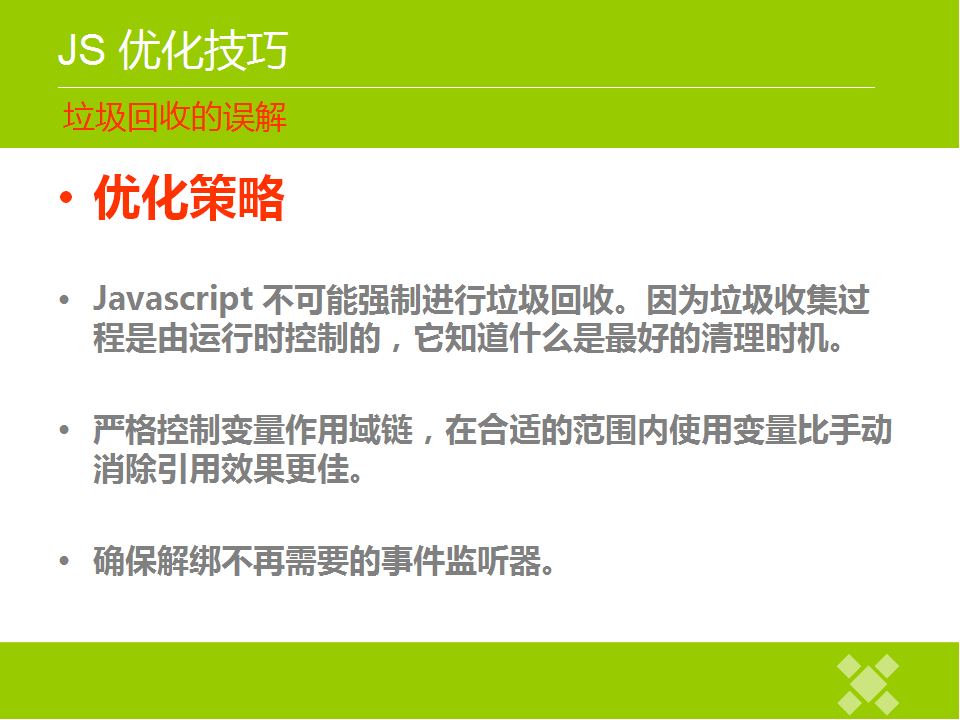 JS 优化技巧
垃圾回收的误解
• 优化策略
• Javascript 不可能强制进行垃圾回收。因为垃圾收集过
程是由运行时控制的，它知道什么是最好的清理时机。
• 严格控制变量作用域链，在合适的范围内使用变量比手动
消除引用效果更佳。
• 确保解绑不再需要的事件监听器。